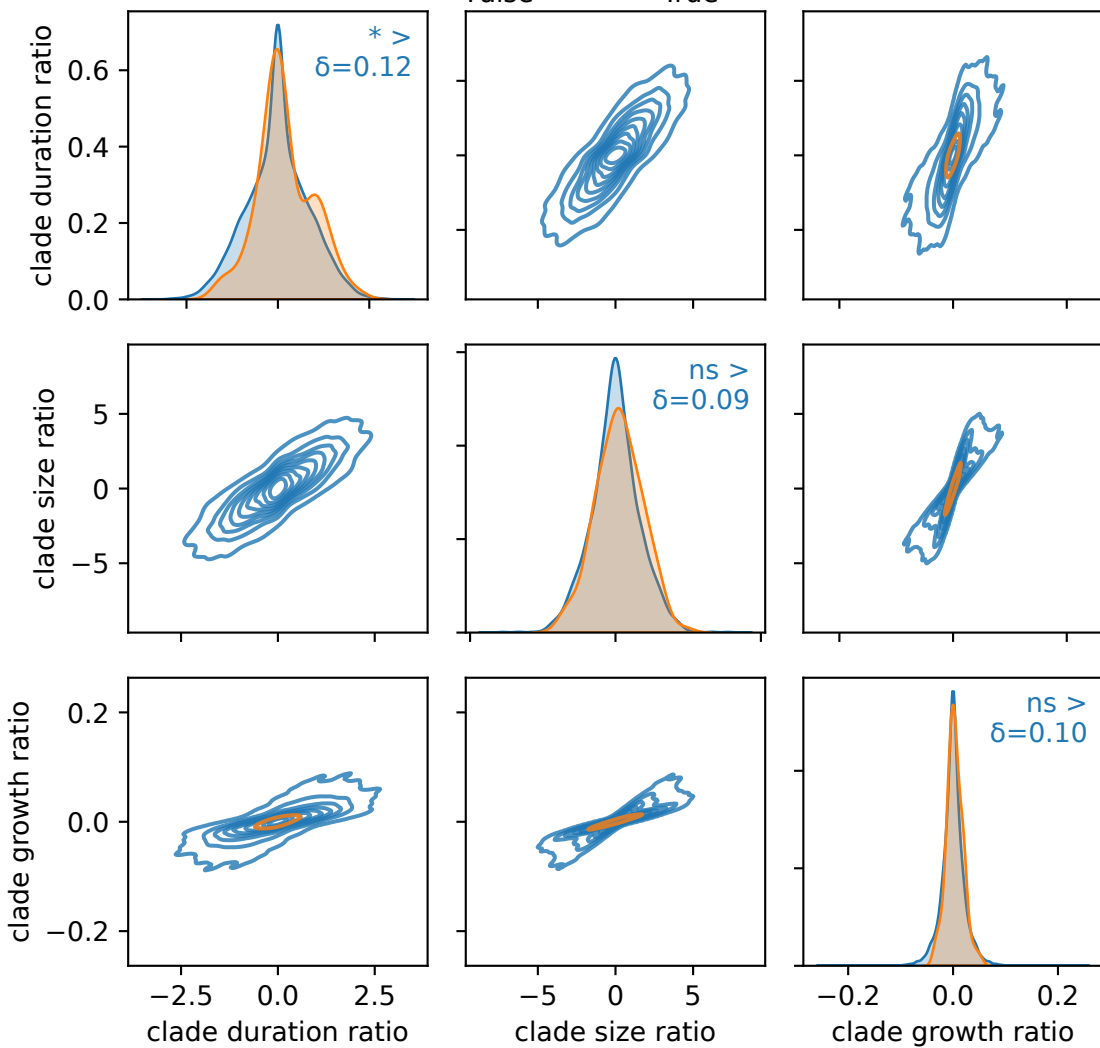 clade duration ratio
0.6
0.4
0.2
0.0
* >
δ=0.12
clade size ratio
5
0
−5
ns >
δ=0.09
clade growth ratio
0.2
0.0
−0.2
ns >
δ=0.10
−2.5 0.0 2.5
−5 0 5
−0.2 0.0 0.2
clade duration ratio
clade size ratio
clade growth ratio